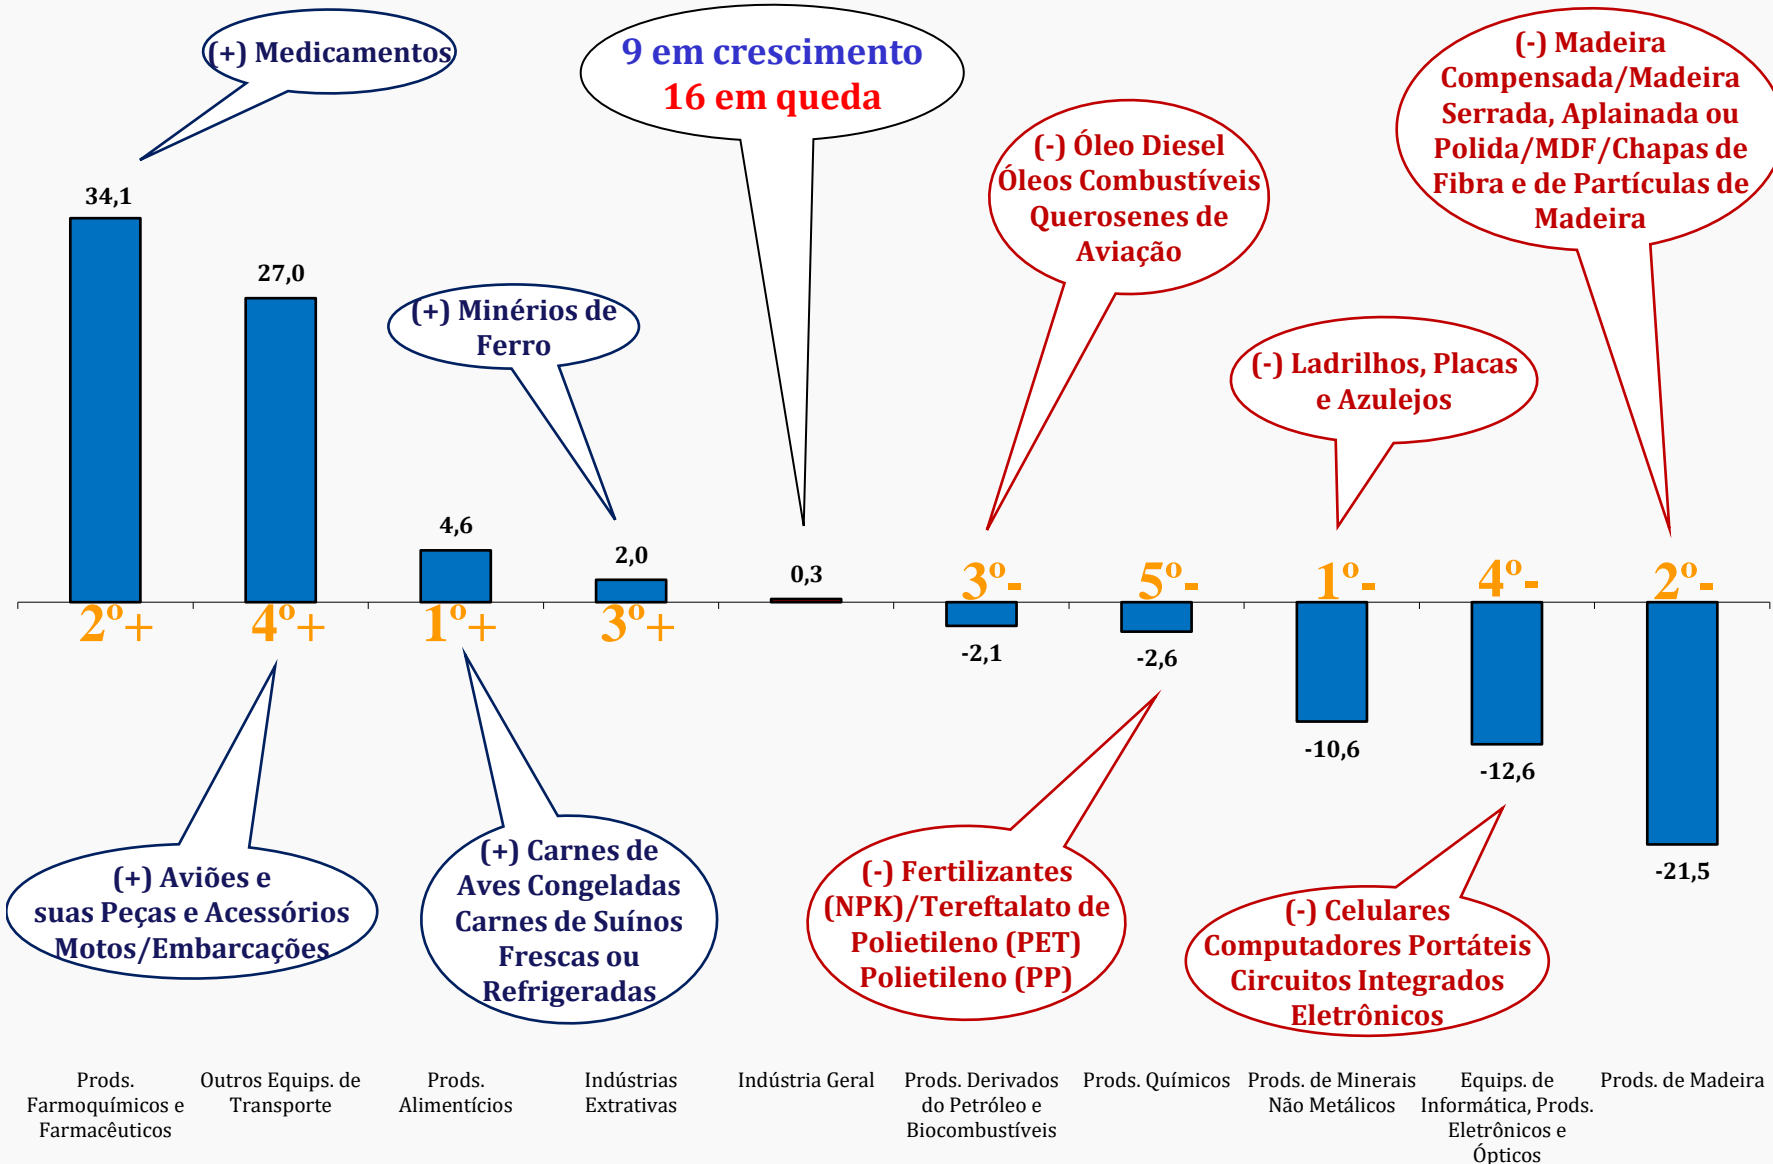 (+) Medicamentos
9 em crescimento
16 em queda
(-) Madeira
Compensada/Madeira
Serrada, Aplainada ou
Polida/MDF/Chapas de
Fibra e de Partículas de
Madeira
(-) Óleo Diesel
Óleos Combustíveis
Querosenes de
Aviação
(+) Minérios de
Ferro
(-) Ladrilhos, Placas
e Azulejos
34,1
27,0
4,6
2,0
0,3
3º-
5º-
1º-
4º-
2º-
2º+
4º+
1º+
3º+
-2,1
-2,6
-10,6
-12,6
-21,5
(+) Aviões e
suas Peças e Acessórios
Motos/Embarcações
(+) Carnes de
Aves Congeladas
Carnes de Suínos
Frescas ou
Refrigeradas
(-) Fertilizantes
(NPK)/Tereftalato de
Polietileno (PET)
Polietileno (PP)
(-) Celulares
Computadores Portáteis
Circuitos Integrados
Eletrônicos
Prods.
Farmoquímicos e
Farmacêuticos
Outros Equips. de
Transporte
Prods.
Alimentícios
Indústrias
Extrativas
Indústria Geral
Prods. Derivados
do Petróleo e
Biocombustíveis
Prods. Químicos
Prods. de Minerais
Não Metálicos
Equips. de
Informática, Prods.
Eletrônicos e
Ópticos
Prods. de Madeira